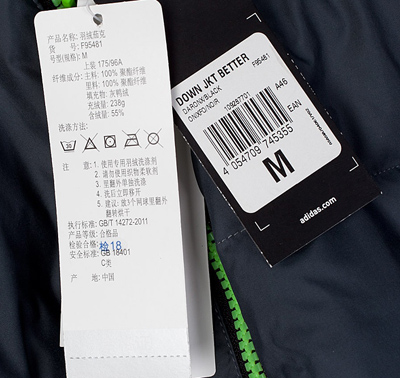 产品名称: 羽绒茄克
货 号: F95481
号型(规格): M
上装 175/96A
纤维成分: 主料: 100% 聚酯纤维
里料: 100% 聚酯纤维
填充物: 灰鸭绒
充绒量: 238g
含绒量: 85%
洗涤方法:
注 意: 1. 使用专用羽绒洗涤剂
2. 请勿使用织物柔软剂
3. 里翻外单独洗涤
4. 洗后立即移开
5. 建议: 放3个网球里翻外
翻转烘干
执行标准: GB/T 14272-2011
产品等级: 合格品
检验合格: 检18
安全标准: GB 18401
C类
产 地: 中国
DOWN JKT BETTER
F95481
DARONX/BLACK
ONIXFO/NOIR
109287701
A46
EAN
4 054709 745355
M
adidas.com